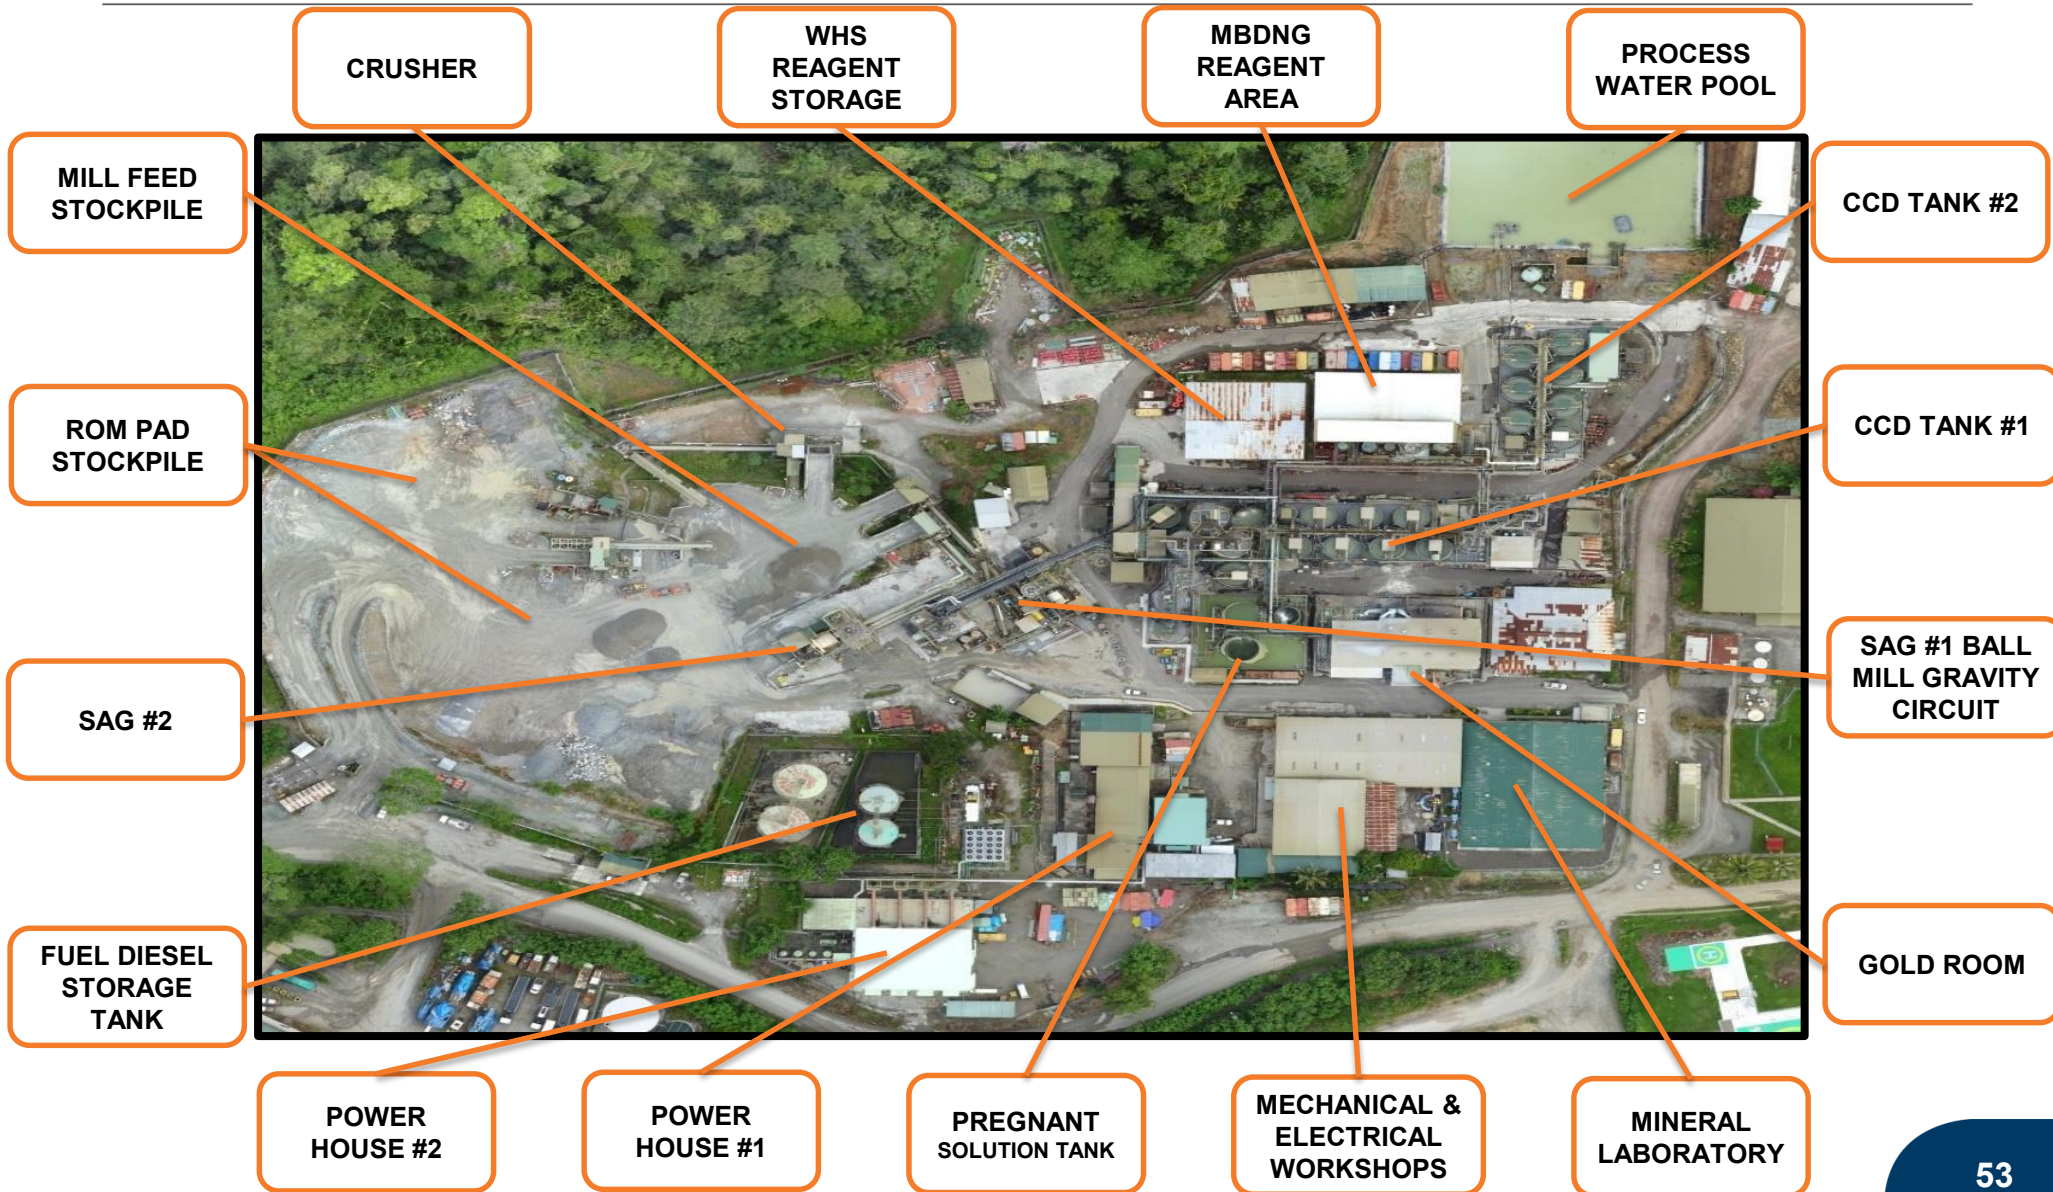 CRUSHER
WHS
REAGENT
STORAGE
MBDNG
REAGENT
AREA
PROCESS
WATER POOL
MILL FEED
STOCKPILE
CCD TANK #2
ROM PAD
STOCKPILE
CCD TANK #1
SAG #2
SAG #1 BALL
MILL GRAVITY
CIRCUIT
FUEL DIESEL
STORAGE
TANK
GOLD ROOM
H
POWER
HOUSE #2
POWER
HOUSE #1
PREGNANT
SOLUTION TANK
MECHANICAL &
ELECTRICAL
WORKSHOPS
MINERAL
LABORATORY
53